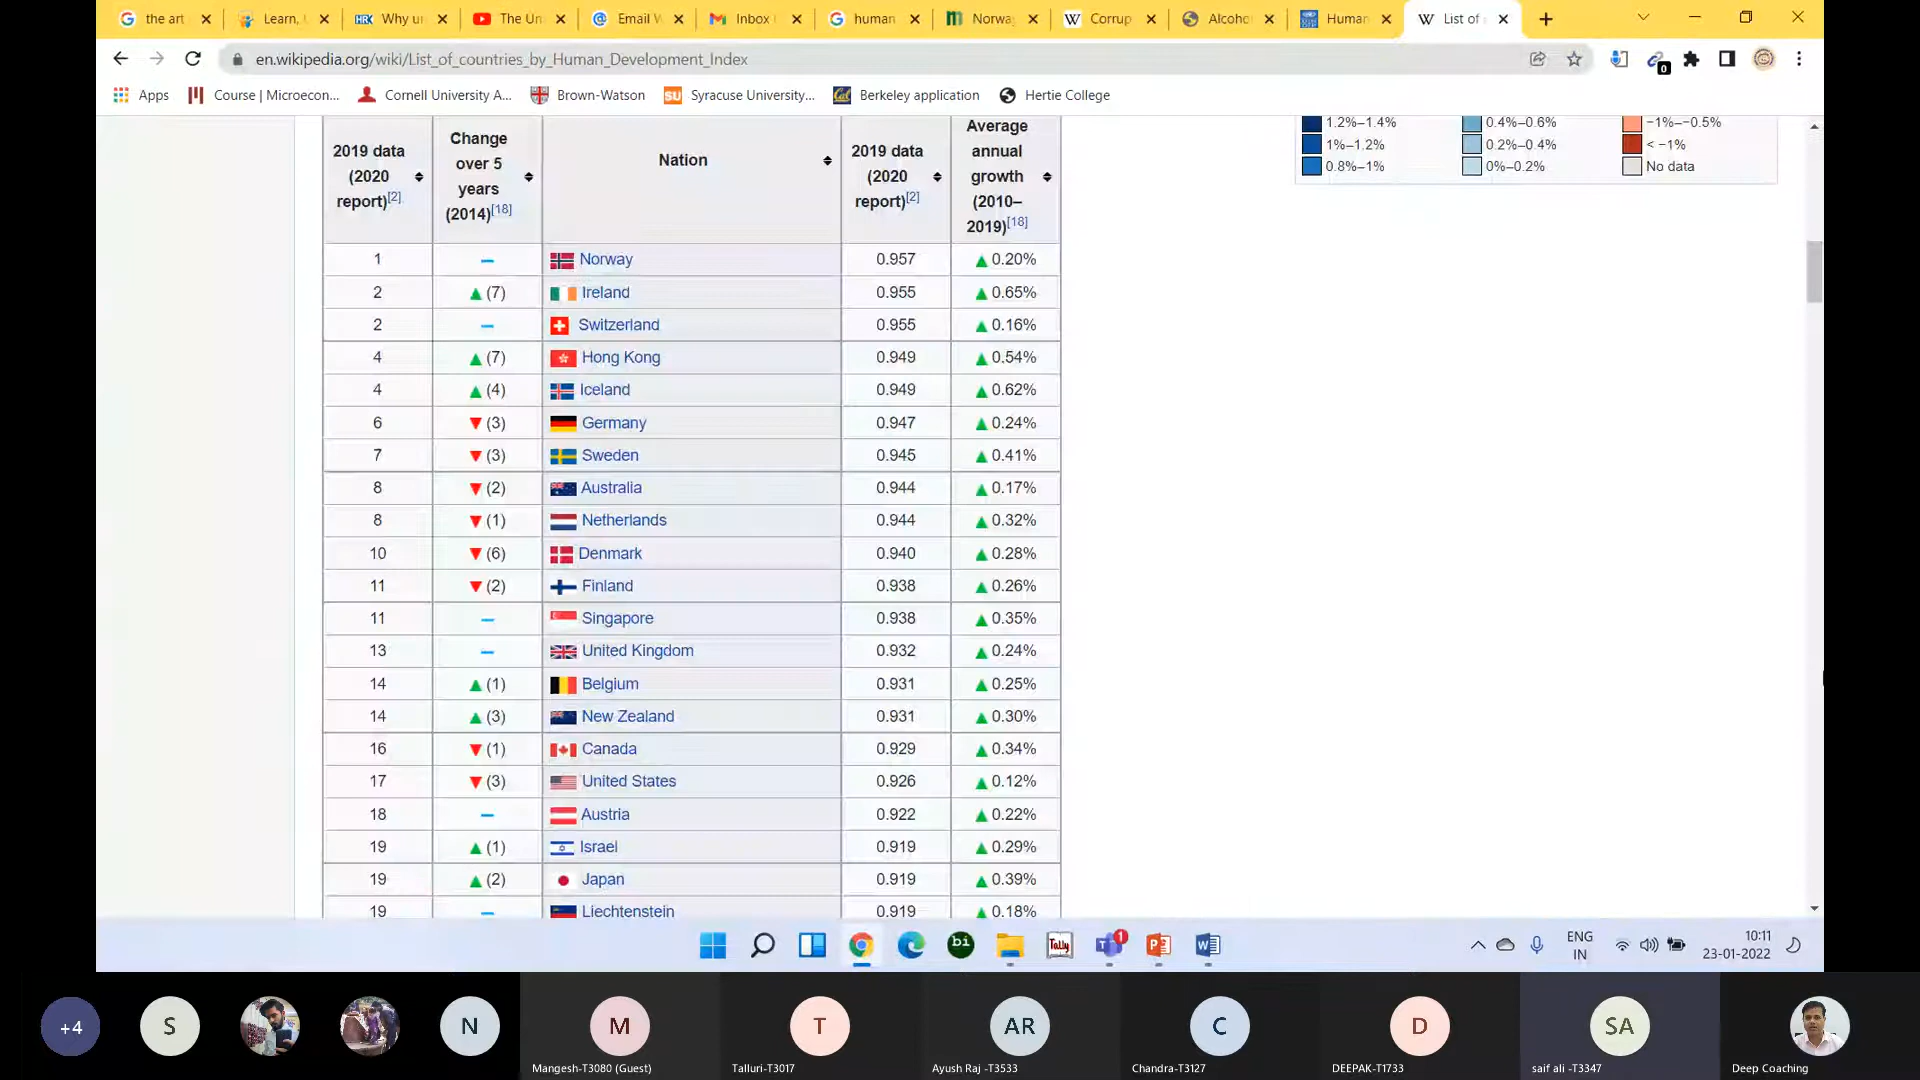 the art
Learn,
HRK Why u
The Un
Email
Inbox
human
Norwa
Corrup
Alcoho
Human
List of
en.wikipedia.org/wiki/List_of_countries_by_Human_Development_Index
0
Apps Course | Microecon... Cornell University A... Brown-Watson SU Syracuse University... Cal Berkeley application Hertie College
2019 data (2020 report)[2]
Change over 5 years (2014)[18]
Nation
2019 data (2020 report)[2]
Average annual growth (2010–2019)[18]
1.2%–1.4% 0.4%–0.6% −1%–−0.5%
1%–1.2% 0.2%–0.4% < −1%
0.8%–1% 0%–0.2% No data
1 – Norway 0.957 ▲ 0.20%
2 ▲ (7) Ireland 0.955 ▲ 0.65%
2 – Switzerland 0.955 ▲ 0.16%
4 ▲ (7) Hong Kong 0.949 ▲ 0.54%
4 ▲ (4) Iceland 0.949 ▲ 0.62%
6 ▼ (3) Germany 0.947 ▲ 0.24%
7 ▼ (3) Sweden 0.945 ▲ 0.41%
8 ▼ (2) Australia 0.944 ▲ 0.17%
8 ▼ (1) Netherlands 0.944 ▲ 0.32%
10 ▼ (6) Denmark 0.940 ▲ 0.28%
11 ▼ (2) Finland 0.938 ▲ 0.26%
11 – Singapore 0.938 ▲ 0.35%
13 – United Kingdom 0.932 ▲ 0.24%
14 ▲ (1) Belgium 0.931 ▲ 0.25%
14 ▲ (3) New Zealand 0.931 ▲ 0.30%
16 ▼ (1) Canada 0.929 ▲ 0.34%
17 ▼ (3) United States 0.926 ▲ 0.12%
18 – Austria 0.922 ▲ 0.22%
19 ▲ (1) Israel 0.919 ▲ 0.29%
19 ▲ (2) Japan 0.919 ▲ 0.39%
19 – Liechtenstein 0.919 ▲ 0.18%
bi Tally 1
ENG
IN
10:11
23-01-2022
+4 S N M T AR C D SA
Mangesh-T3080 (Guest) Talluri-T3017 Ayush Raj -T3533 Chandra-T3127 DEEPAK-T1733 saif ali -T3347 Deep Coaching